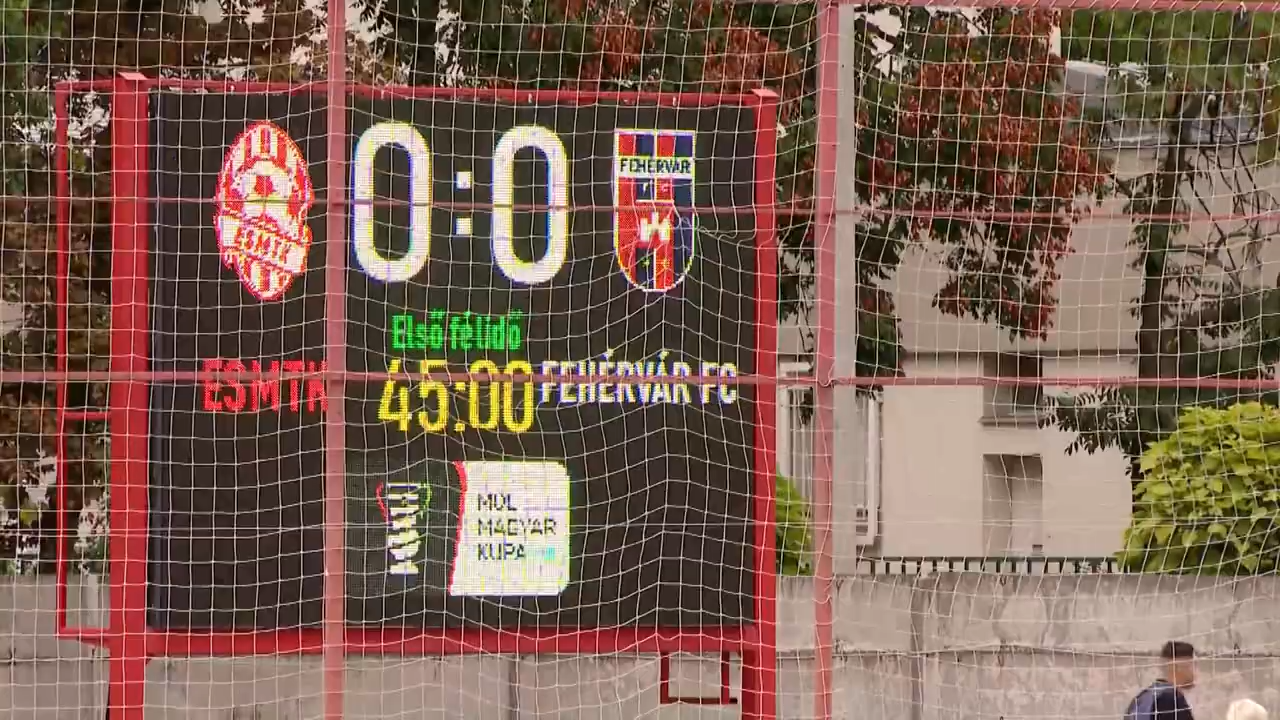 0:0
FEHÉRVÁR
Első félidő
ESMTK
45:00
FEHÉRVÁR FC
MOL
MAGYAR
KUPA